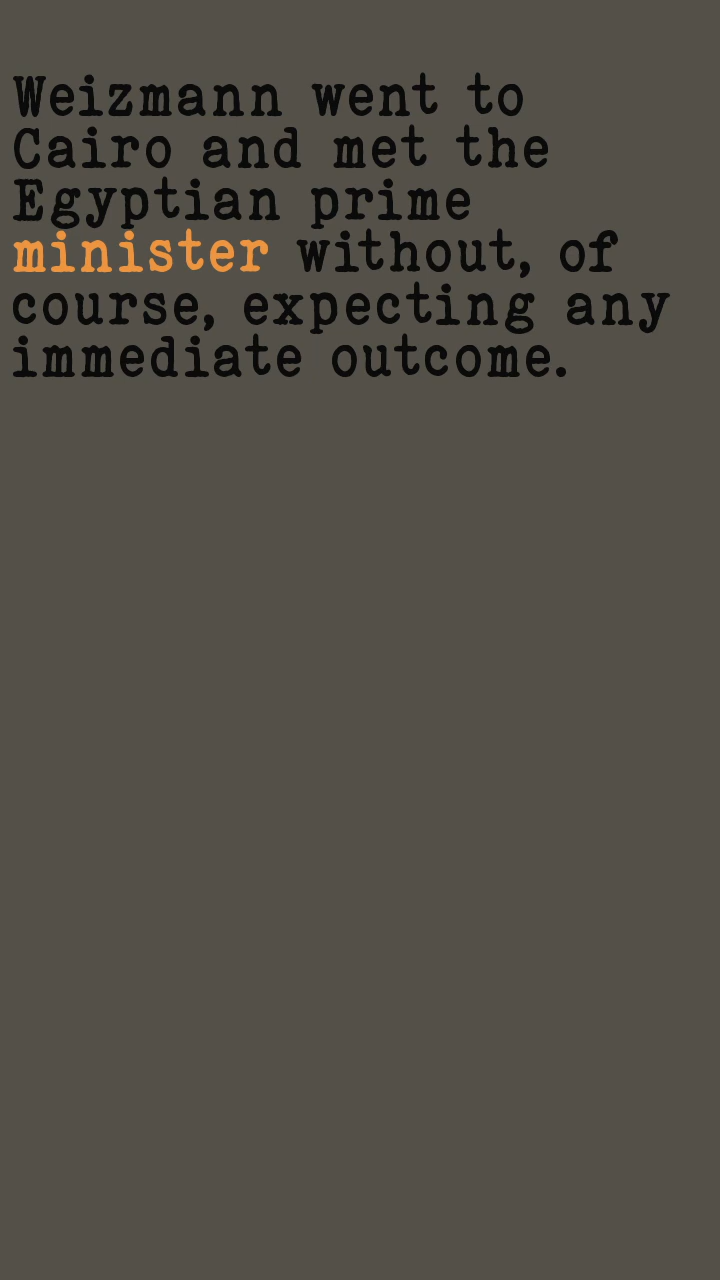 Weizmann went to
Cairo and met the
Egyptian prime
minister without, of
course, expecting any
immediate outcome.